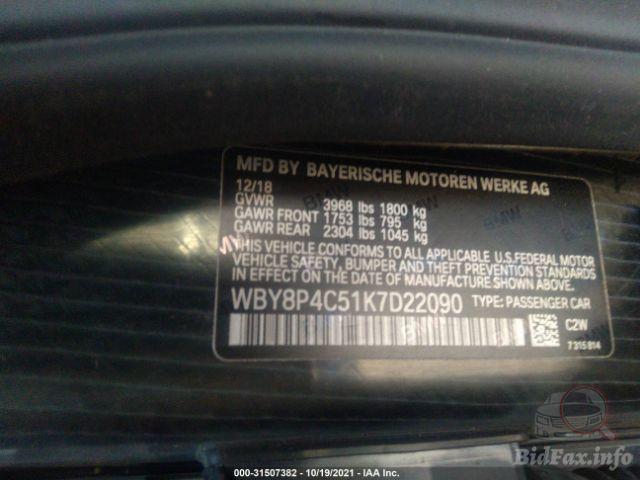 MFD BY BAYERISCHE MOTOREN WERKE AG
12/18
GVWR 3968 lbs 1800 kg
GAWR FRONT 1753 lbs 795 kg
GAWR REAR 2304 lbs 1045 kg
THIS VEHICLE CONFORMS TO ALL APPLICABLE U.S.FEDERAL MOTOR
VEHICLE SAFETY, BUMPER AND THEFT PREVENTION STANDARDS
IN EFFECT ON THE DATE OF MANUFACTURE SHOWN ABOVE.
WBY8P4C51K7D22090 TYPE: PASSENGER CAR
C2W
7 315 814
BMW
BMW
BMW
BidFax.info
000-31507382 - 10/19/2021 - IAA Inc.